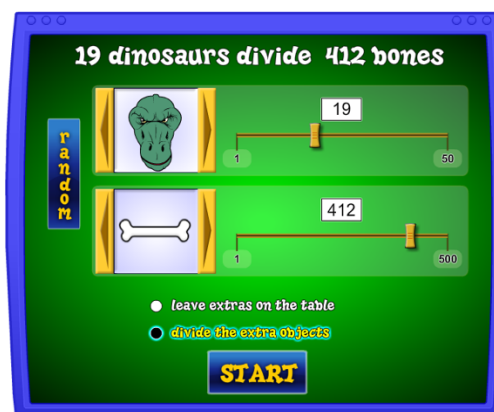 19 dinosaurs divide 412 bones
random
19
1
50
412
1
500
leave extras on the table
divide the extra objects
START